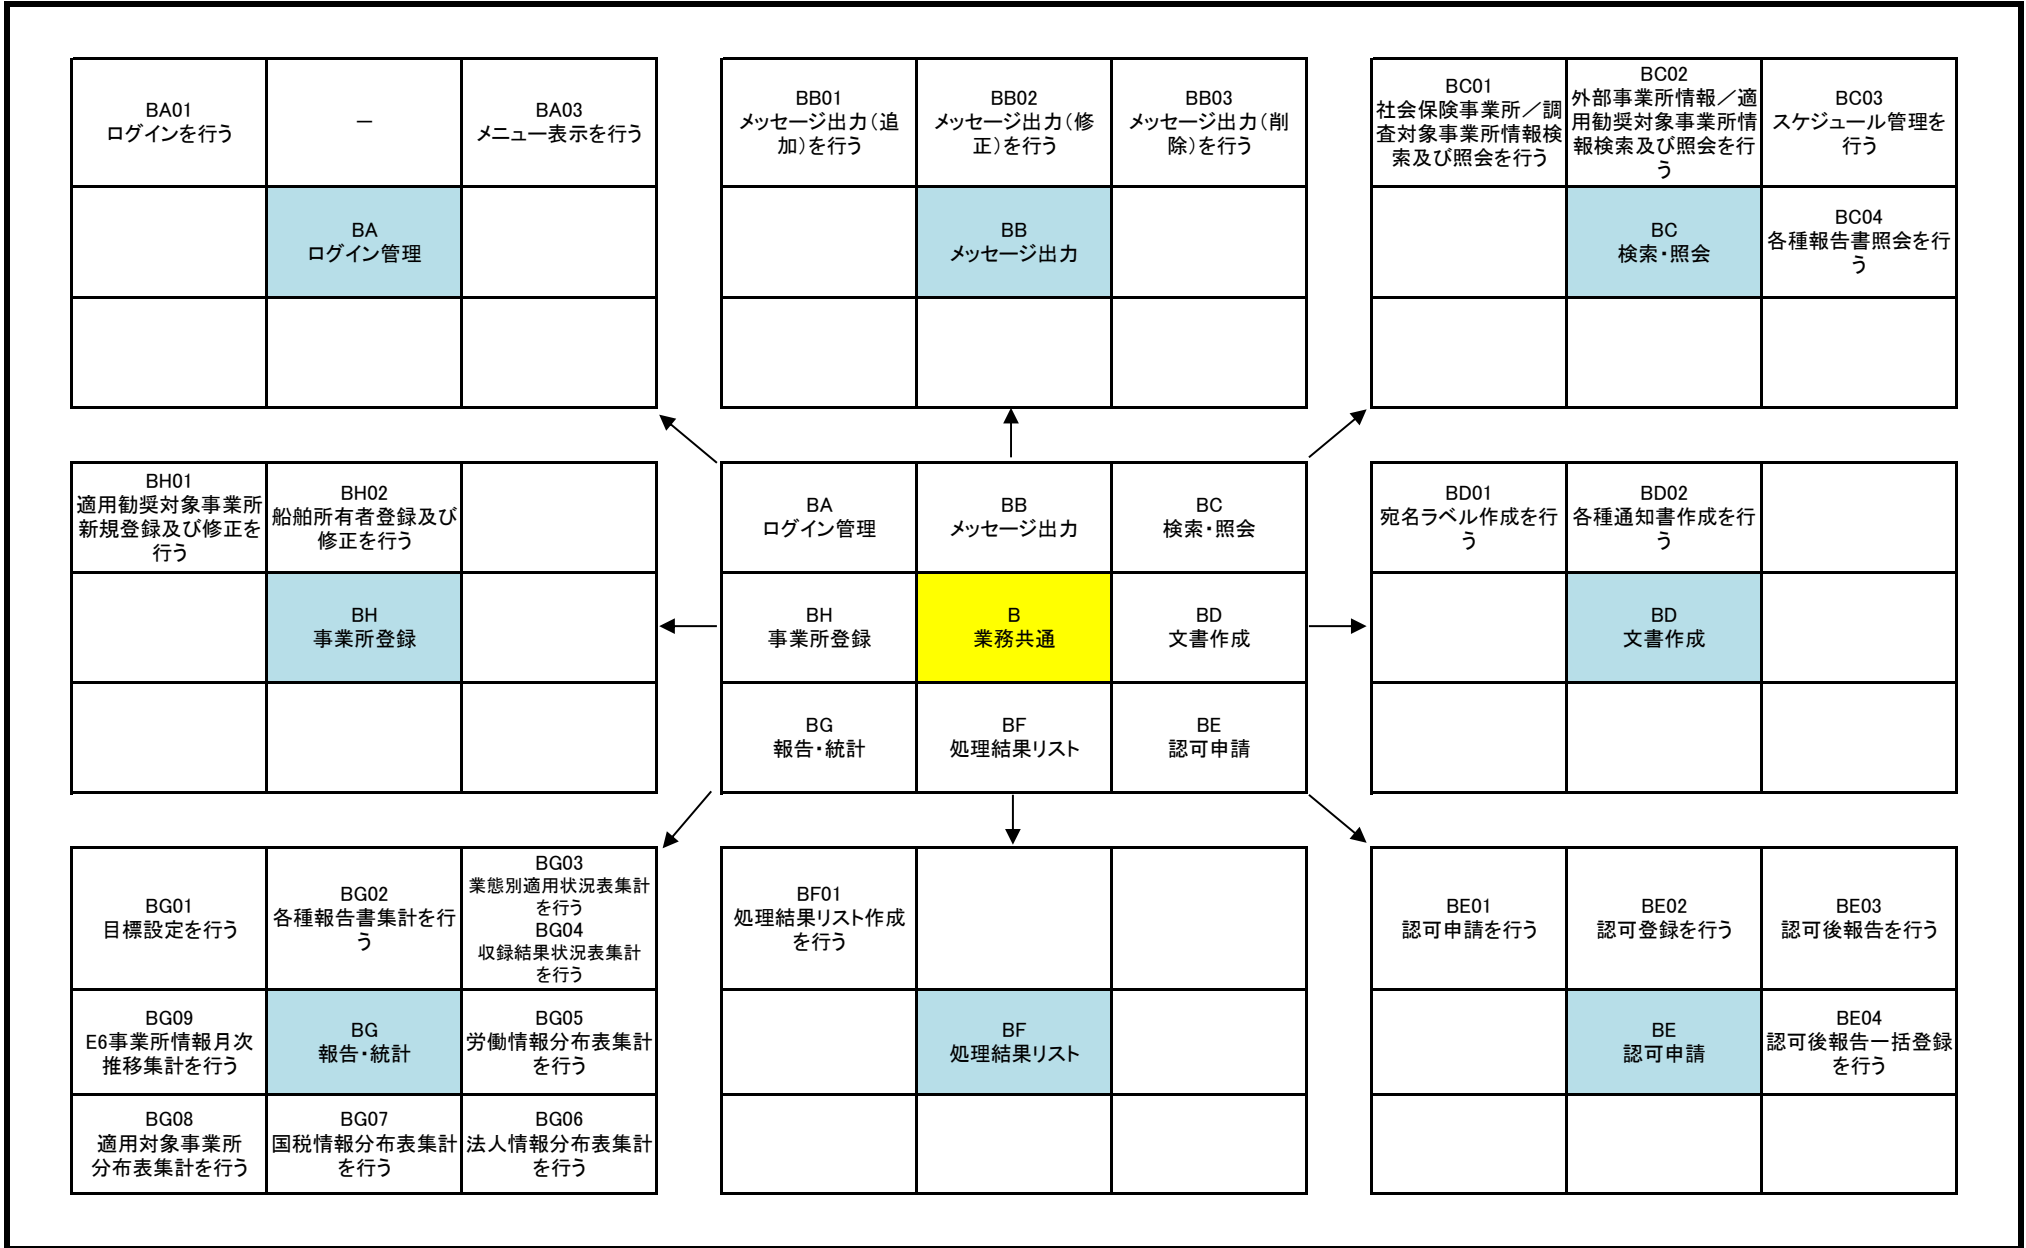 BA01
ログインを行う
－
BA03
メニュー表示を行う
BA
ログイン管理
BB01
メッセージ出力（追
加）を行う
BB02
メッセージ出力（修
正）を行う
BB03
メッセージ出力（削
除）を行う
BB
メッセージ出力
BC01
社会保険事業所／調
査対象事業所情報検
索及び照会を行う
BC02
外部事業所情報／適
用勧奨対象事業所情
報検索及び照会を行
う
BC03
スケジュール管理を
行う
BC
検索・照会
BC04
各種報告書照会を行
う
BH01
適用勧奨対象事業所
新規登録及び修正を
行う
BH02
船舶所有者登録及び
修正を行う
BH
事業所登録
BA
ログイン管理
BB
メッセージ出力
BC
検索・照会
BH
事業所登録
B
業務共通
BD
文書作成
BG
報告・統計
BF
処理結果リスト
BE
認可申請
BD01
宛名ラベル作成を行
う
BD02
各種通知書作成を行
う
BD
文書作成
BG01
目標設定を行う
BG02
各種報告書集計を行
う
BG03
業態別適用状況表集計
を行う
BG04
収録結果状況表集計
を行う
BG09
E6事業所情報月次
推移集計を行う
BG
報告・統計
BG05
労働情報分布表集計
を行う
BG08
適用対象事業所
分布表集計を行う
BG07
国税情報分布表集計
を行う
BG06
法人情報分布表集計
を行う
BF01
処理結果リスト作成
を行う
BF
処理結果リスト
BE01
認可申請を行う
BE02
認可登録を行う
BE03
認可後報告を行う
BE
認可申請
BE04
認可後報告一括登録
を行う